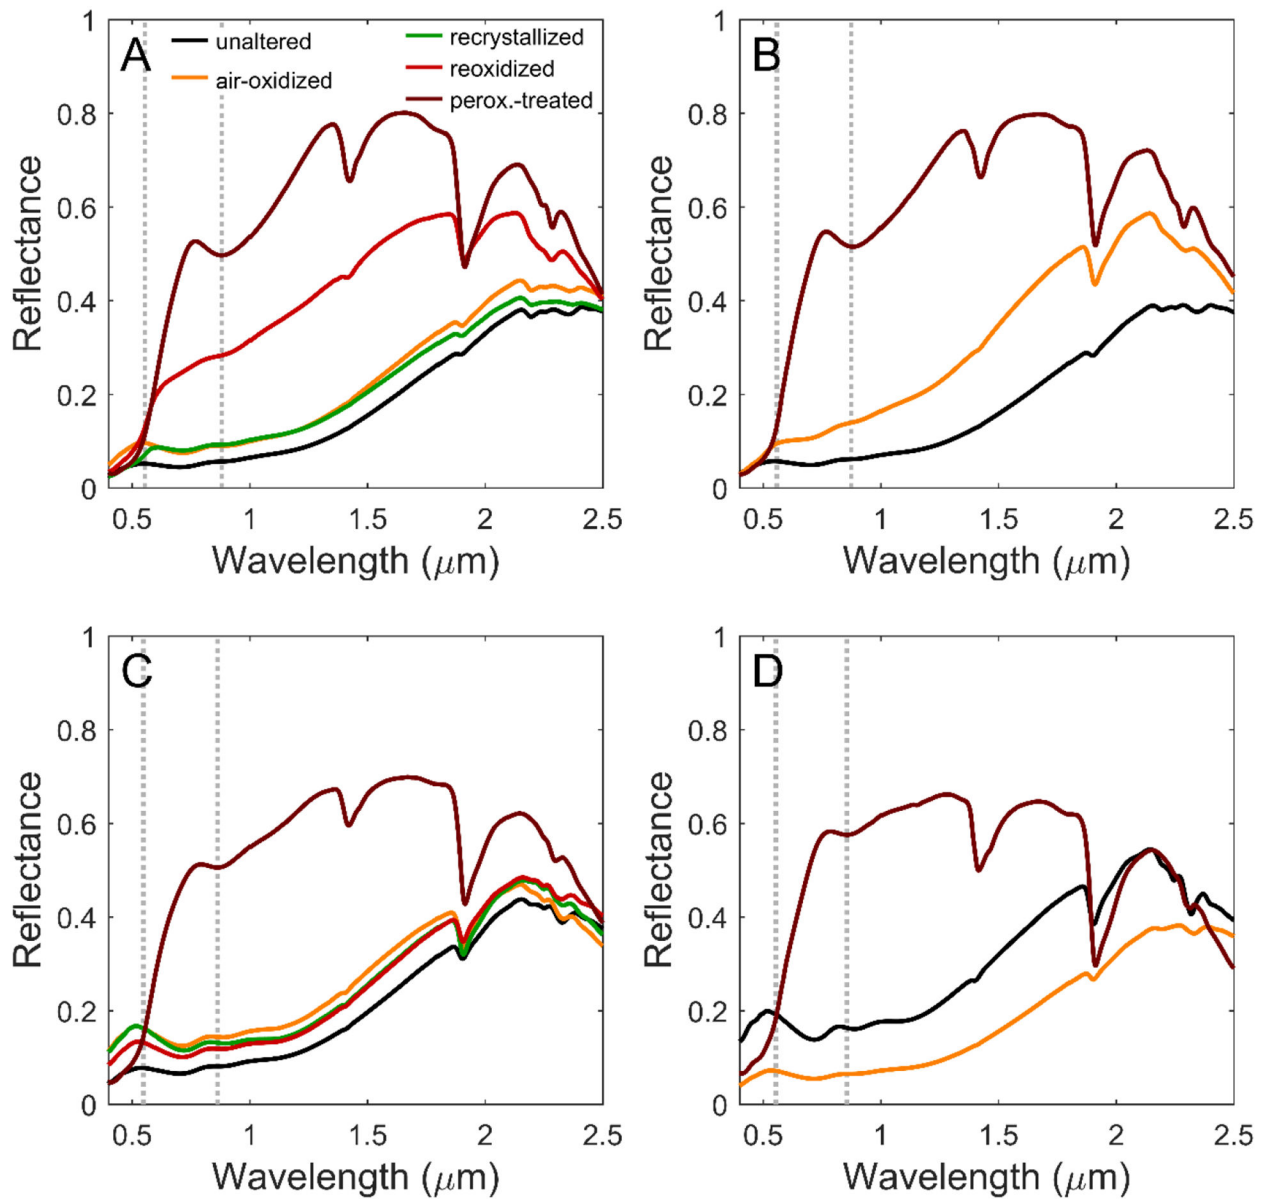 A
unaltered
air-oxidized
recrystallized
reoxidized
perox.-treated
1
0.8
0.6
0.4
0.2
0
Reflectance
0.5 1 1.5 2 2.5
Wavelength (μm)
B
1
0.8
0.6
0.4
0.2
0
Reflectance
0.5 1 1.5 2 2.5
Wavelength (μm)
C
1
0.8
0.6
0.4
0.2
0
Reflectance
0.5 1 1.5 2 2.5
Wavelength (μm)
D
1
0.8
0.6
0.4
0.2
0
Reflectance
0.5 1 1.5 2 2.5
Wavelength (μm)